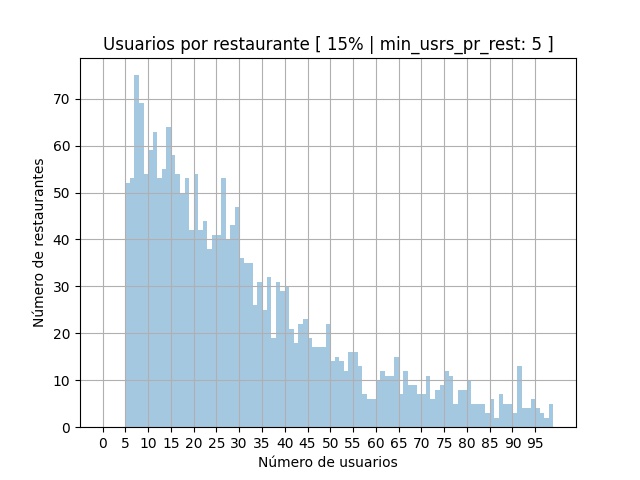 Usuarios por restaurante [ 15% | min_usrs_pr_rest: 5 ]
Número de restaurantes
70
60
50
40
30
20
10
0
0 5 10 15 20 25 30 35 40 45 50 55 60 65 70 75 80 85 90 95
Número de usuarios